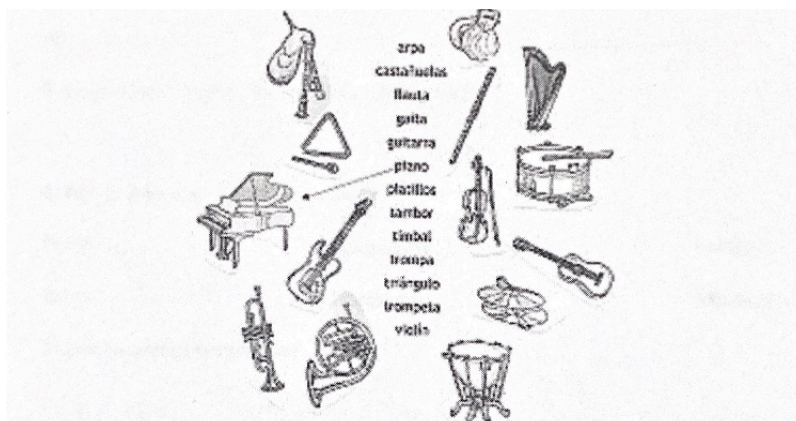 arpa
castañuelas
flauta
gaita
guitarra
piano
platillos
tambor
timbal
trompa
triángulo
trompeta
violín